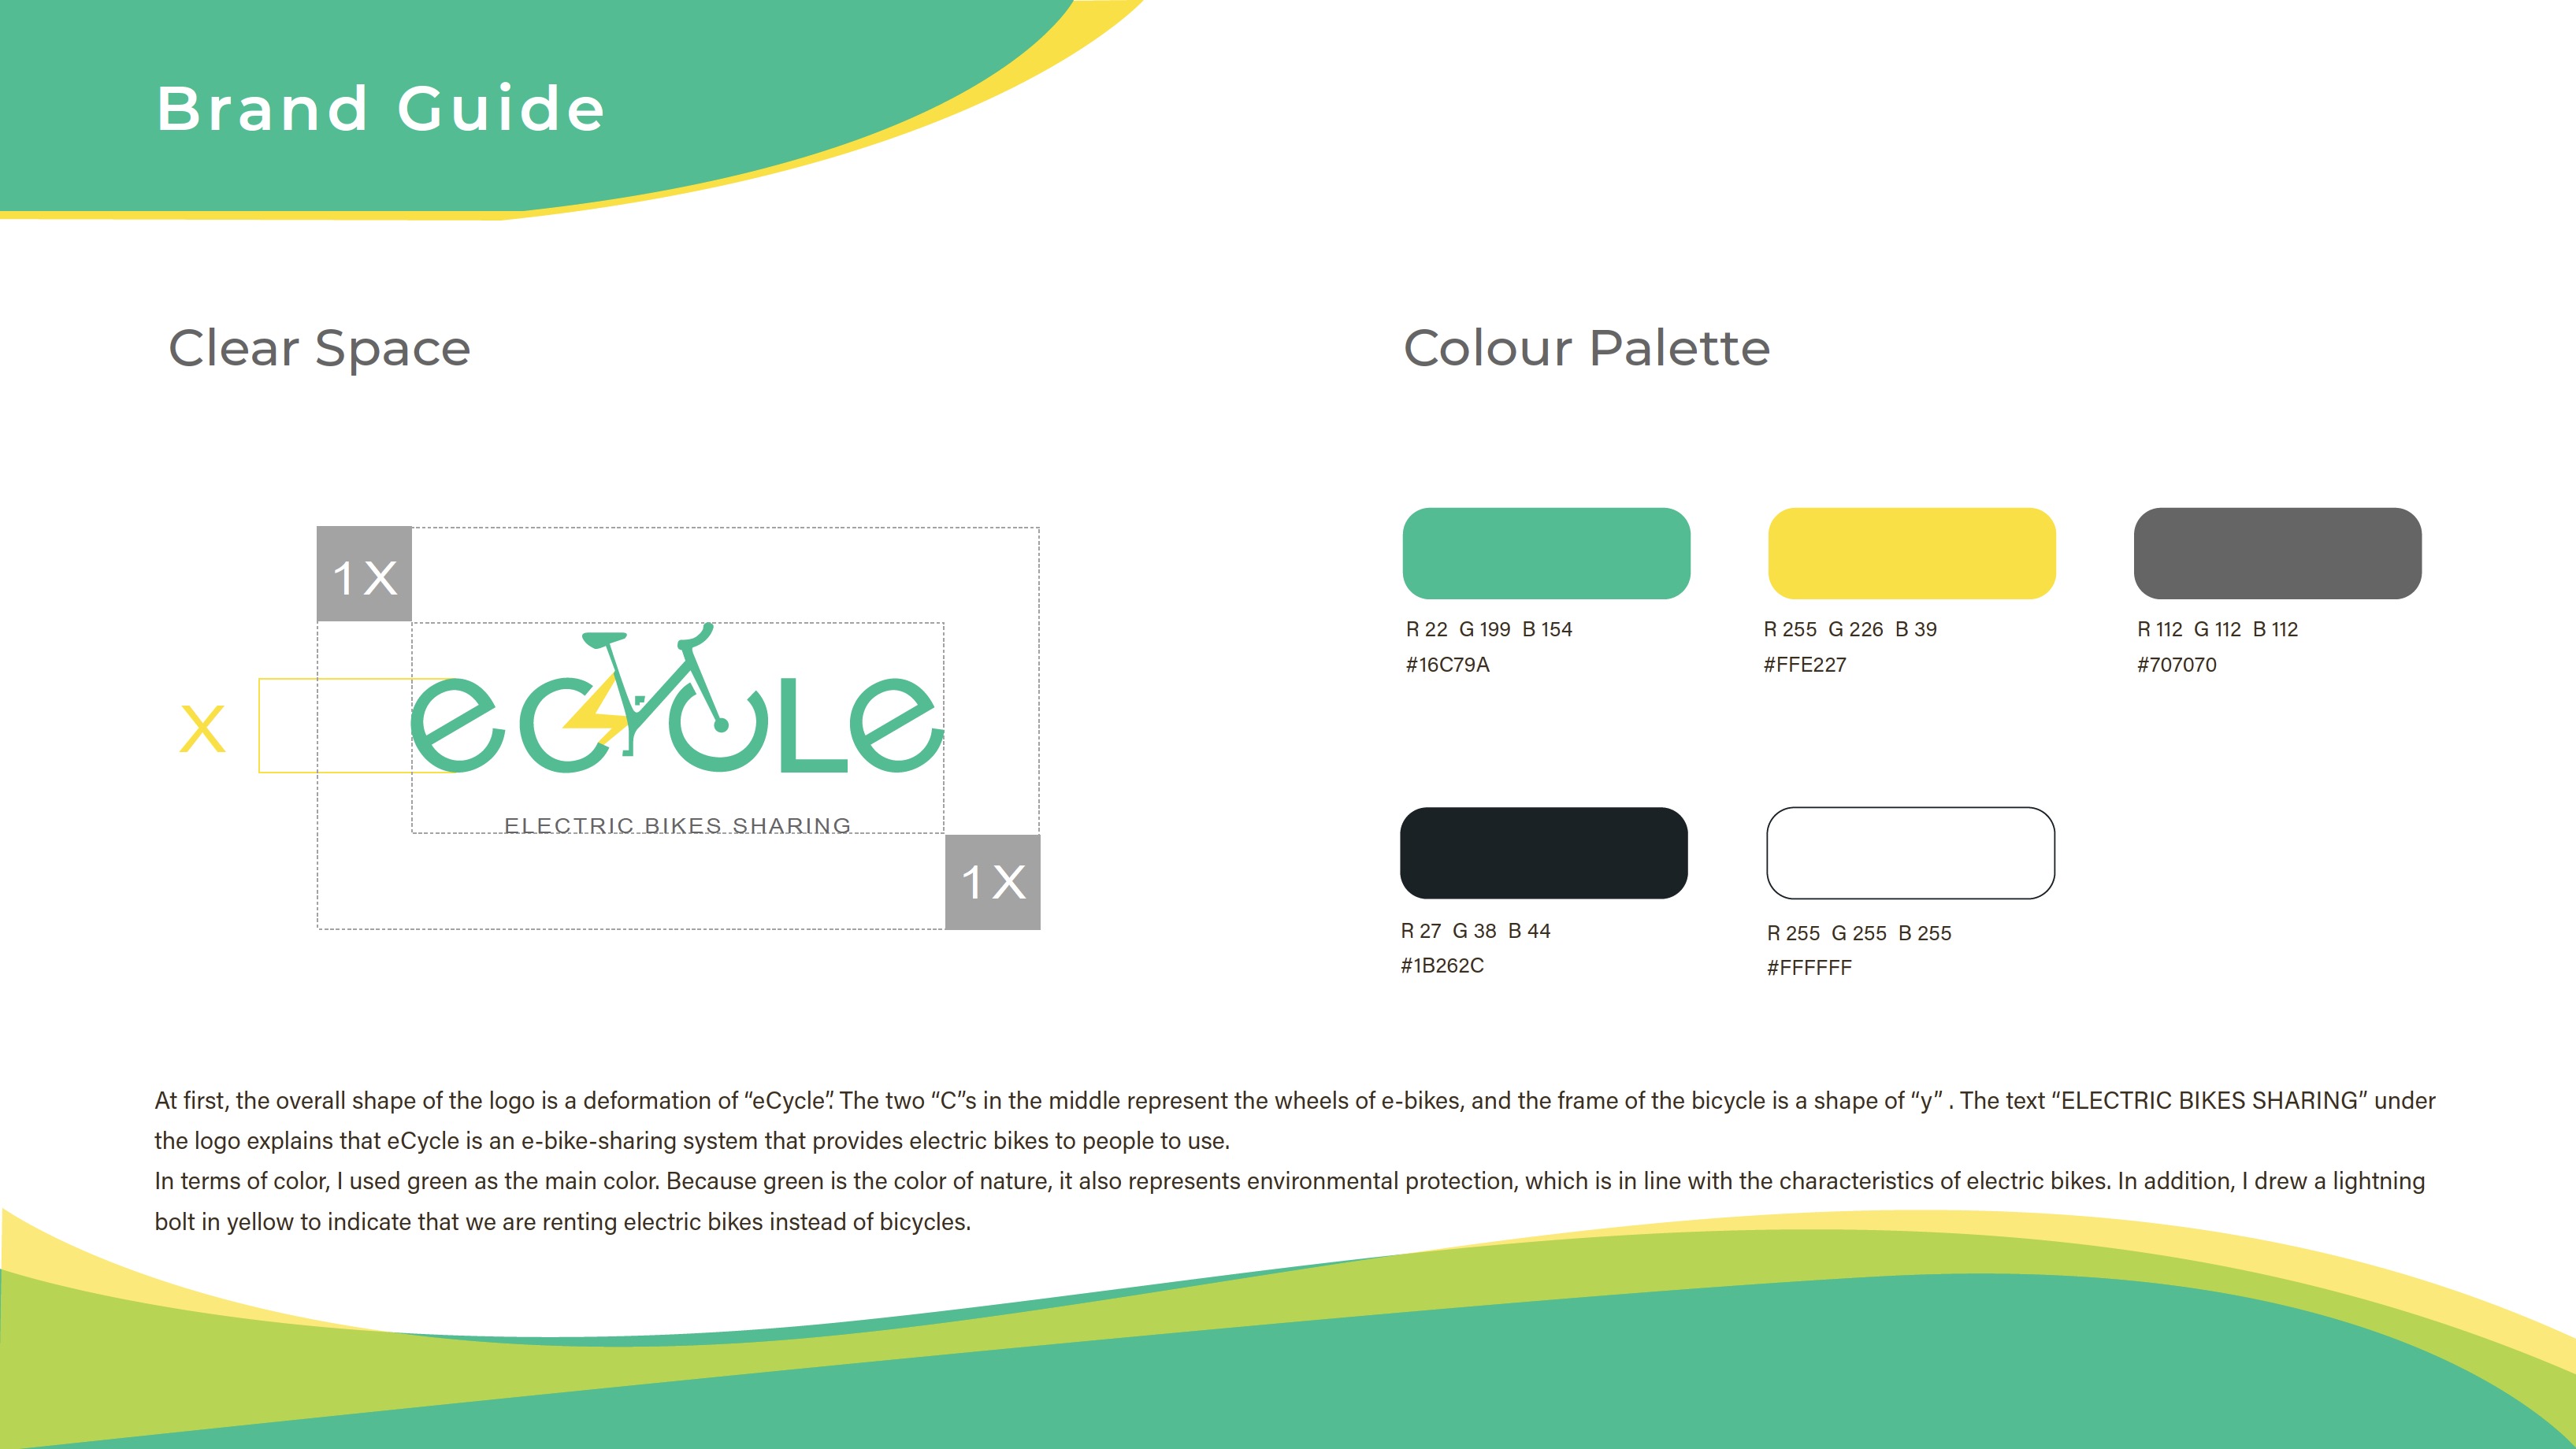 Brand Guide
Clear Space
Colour Palette
1X
X
eCycLe
ELECTRIC BIKES SHARING
1X
R 22 G 199 B 154
#16C79A
R 255 G 226 B 39
#FFE227
R 112 G 112 B 112
#707070
R 27 G 38 B 44
#1B262C
R 255 G 255 B 255
#FFFFFF
At first, the overall shape of the logo is a deformation of “eCycle”. The two “C”s in the middle represent the wheels of e-bikes, and the frame of the bicycle is a shape of “y” . The text “ELECTRIC BIKES SHARING” under
the logo explains that eCycle is an e-bike-sharing system that provides electric bikes to people to use.
In terms of color, I used green as the main color. Because green is the color of nature, it also represents environmental protection, which is in line with the characteristics of electric bikes. In addition, I drew a lightning
bolt in yellow to indicate that we are renting electric bikes instead of bicycles.